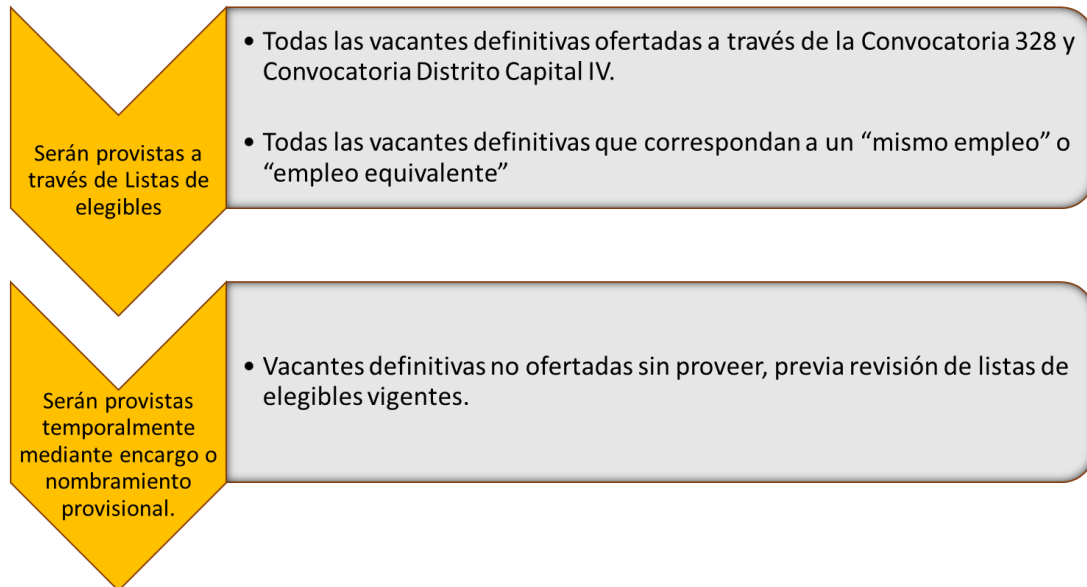 Serán provistas a
través de Listas de
elegibles
• Todas las vacantes definitivas ofertadas a través de la Convocatoria 328 y
Convocatoria Distrito Capital IV.
• Todas las vacantes definitivas que correspondan a un “mismo empleo” o
“empleo equivalente”
Serán provistas
temporalmente
mediante encargo o
nombramiento
provisional.
• Vacantes definitivas no ofertadas sin proveer, previa revisión de listas de
elegibles vigentes.